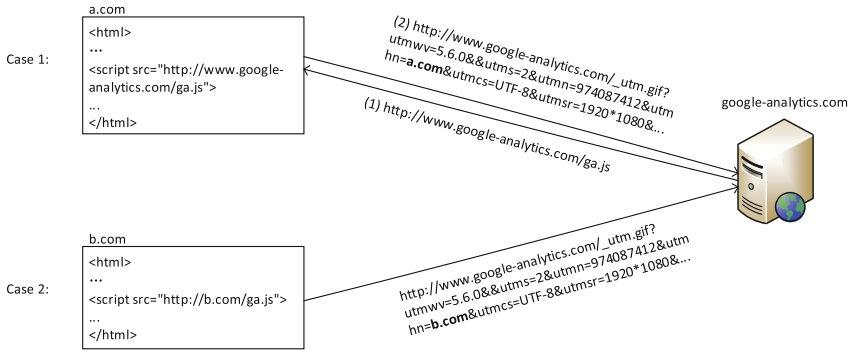 a.com
Case 1:
<html>
...
<script src="http://www.google-
analytics.com/ga.js">
...
</html>
(2) http://www.google-analytics.com/_utm.gif?
utmwv=5.6.0&&utms=2&utmn=974087412&utm
hn=a.com&utmcs=UTF-8&utmsr=1920*1080&...
(1) http://www.google-analytics.com/ga.js
google-analytics.com
b.com
Case 2:
<html>
...
<script src="http://b.com/ga.js">
...
</html>
http://www.google-analytics.com/_utm.gif?
utmwv=5.6.0&&utms=2&utmn=974087412&utm
hn=b.com&utmcs=UTF-8&utmsr=1920*1080&...